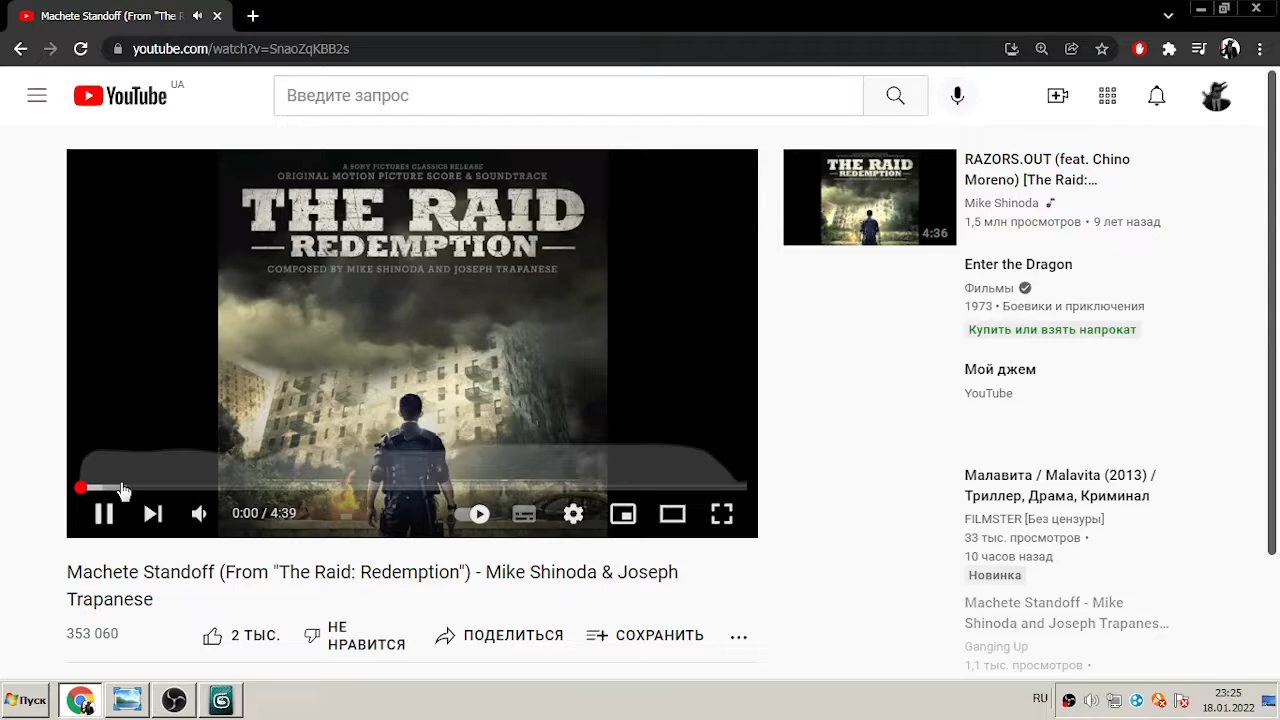 Machete Standoff (From "The R
youtube.com/watch?v=SnaoZqKBB2s
YouTube
UA
Введите запрос
A SONY PICTURES CLASSICS RELEASE
ORIGINAL MOTION PICTURE SCORE & SOUNDTRACK
THE RAID
REDEMPTION
COMPOSED BY MIKE SHINODA AND JOSEPH TRAPANESE
0:00 / 4:39
Machete Standoff (From "The Raid: Redemption") - Mike Shinoda & Joseph
Trapanese
353 060
2 ТЫС.
НЕ
НРАВИТСЯ
ПОДЕЛИТЬСЯ
СОХРАНИТЬ
THE RAID
REDEMPTION
4:36
RAZORS.OUT (feat. Chino
Moreno) [The Raid:...
Mike Shinoda
1,5 млн просмотров • 9 лет назад
Enter the Dragon
Фильмы
1973 • Боевики и приключения
Купить или взять напрокат
Мой джем
YouTube
Малавита / Malavita (2013) /
Триллер, Драма, Криминал
FILMSTER [Без цензуры]
33 тыс. просмотров •
10 часов назад
Новинка
Machete Standoff - Mike
Shinoda and Joseph Trapanes...
Ganging Up
1,1 тыс. просмотров •
Пуск
RU
23:25
18.01.2022